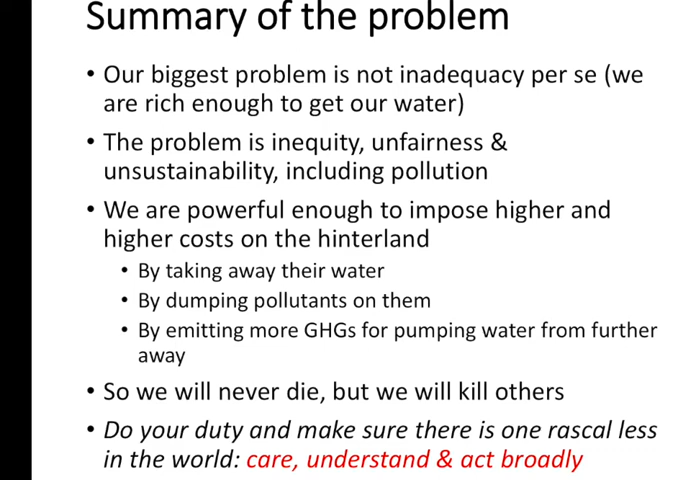 Summary of the problem
• Our biggest problem is not inadequacy per se (we
are rich enough to get our water)
• The problem is inequity, unfairness &
unsustainability, including pollution
• We are powerful enough to impose higher and
higher costs on the hinterland
• By taking away their water
• By dumping pollutants on them
• By emitting more GHGs for pumping water from further
away
• So we will never die, but we will kill others
• Do your duty and make sure there is one rascal less
in the world: care, understand & act broadly